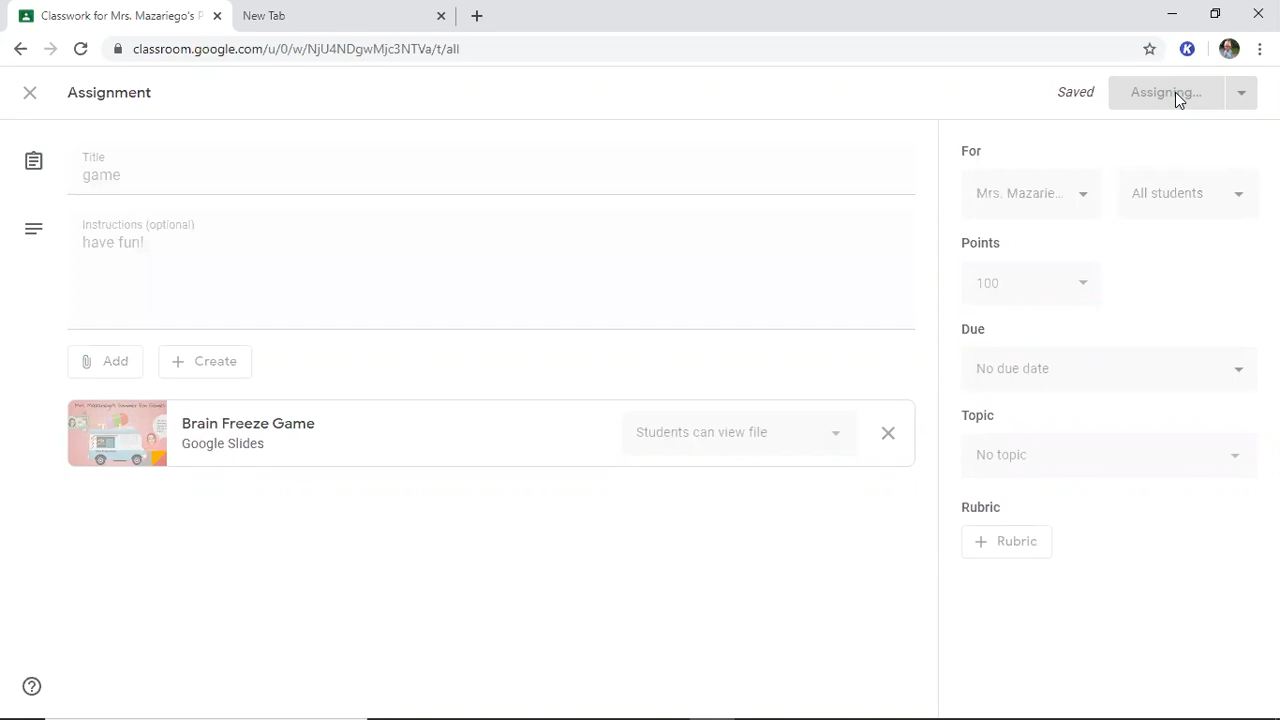 Classwork for Mrs. Mazariego's P
New Tab
classroom.google.com/u/0/w/NjU4NDgwMjc3NTVa/t/all
K
Assignment
Saved
Assigning...
Title
game
Instructions (optional)
have fun!
Add
Create
Brain Freeze Game
Google Slides
Students can view file
For
Mrs. Mazarie...
All students
Points
100
Due
No due date
Topic
No topic
Rubric
Rubric